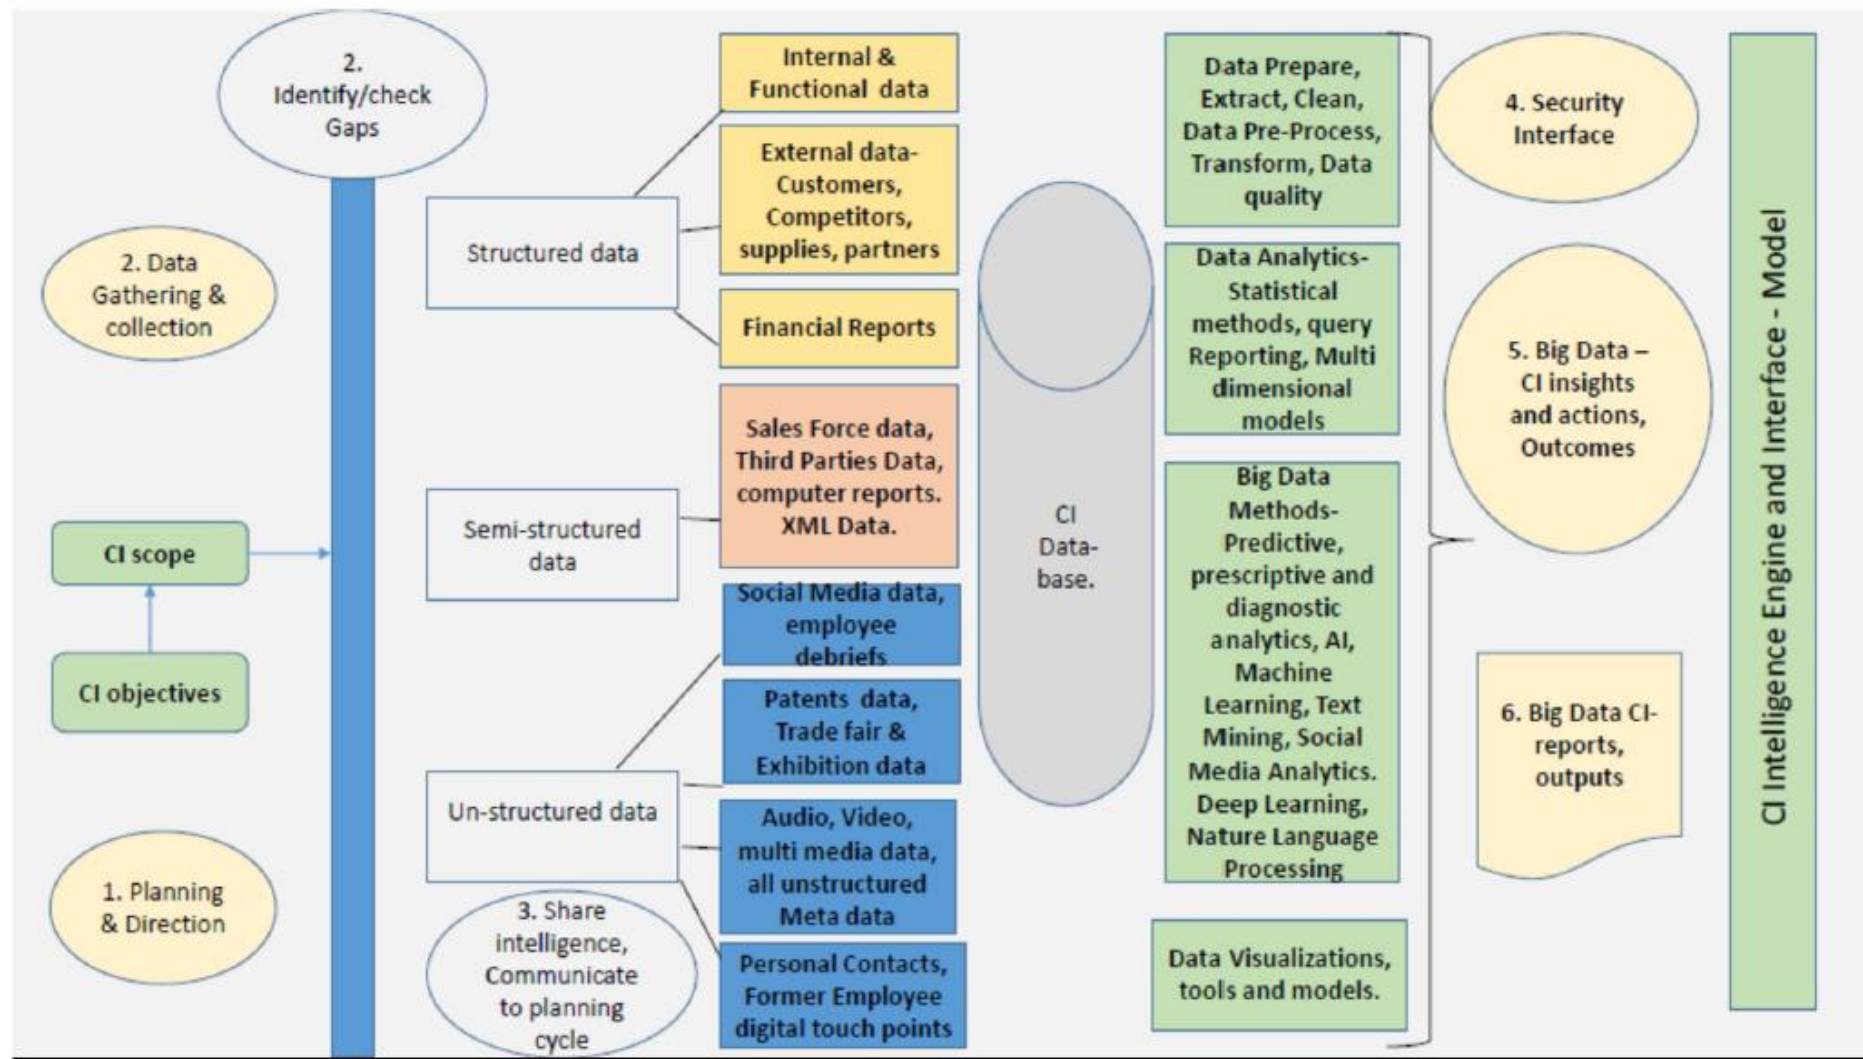 2.
Identify/check
Gaps
2. Data
Gathering &
collection
CI scope
CI objectives
1. Planning
& Direction
Structured data
Semi-structured
data
Un-structured data
3. Share
intelligence,
Communicate
to planning
cycle
Internal &
Functional data
External data-
Customers,
Competitors,
supplies, partners
Financial Reports
Sales Force data,
Third Parties Data,
computer reports.
XML Data.
Social Media data,
employee
debriefs
Patents data,
Trade fair &
Exhibition data
Audio, Video,
multi media data,
all unstructured
Meta data
Personal Contacts,
Former Employee
digital touch points
CI
Data-
base.
Data Prepare,
Extract, Clean,
Data Pre-Process,
Transform, Data
quality
Data Analytics-
Statistical
methods, query
Reporting, Multi
dimensional
models
Big Data
Methods-
Predictive,
prescriptive and
diagnostic
analytics, AI,
Machine
Learning, Text
Mining, Social
Media Analytics.
Deep Learning,
Nature Language
Processing
Data Visualizations,
tools and models.
4. Security
Interface
5. Big Data –
CI insights
and actions,
Outcomes
6. Big Data CI-
reports,
outputs
CI Intelligence Engine and Interface - Model